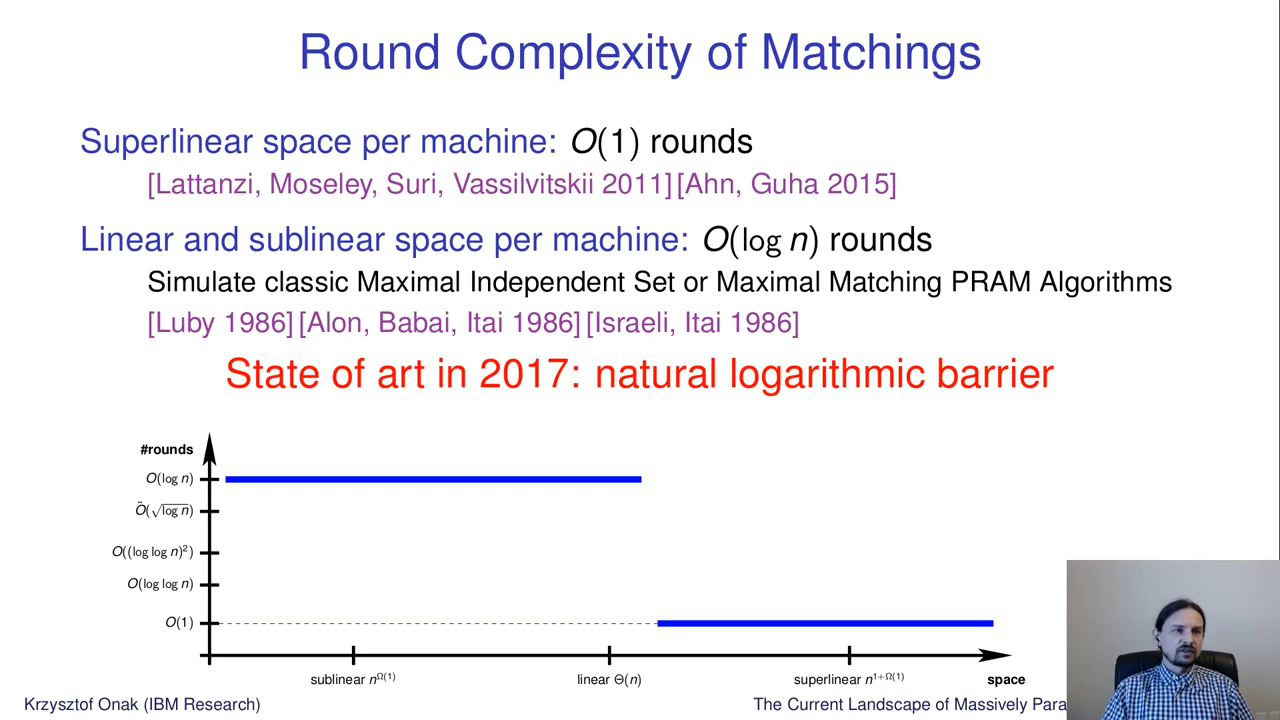 Round Complexity of Matchings
Superlinear space per machine: O(1) rounds
[Lattanzi, Moseley, Suri, Vassilvitskii 2011] [Ahn, Guha 2015]
Linear and sublinear space per machine: O(log n) rounds
Simulate classic Maximal Independent Set or Maximal Matching PRAM Algorithms
[Luby 1986] [Alon, Babai, Itai 1986] [Israeli, Itai 1986]
State of art in 2017: natural logarithmic barrier
#rounds
O(log n)
Õ(√log n)
O((log log n)²)
O(log log n)
O(1)
sublinear n^Ω(1)
linear Θ(n)
superlinear n^1+Ω(1)
space
Krzysztof Onak (IBM Research)
The Current Landscape of Massively